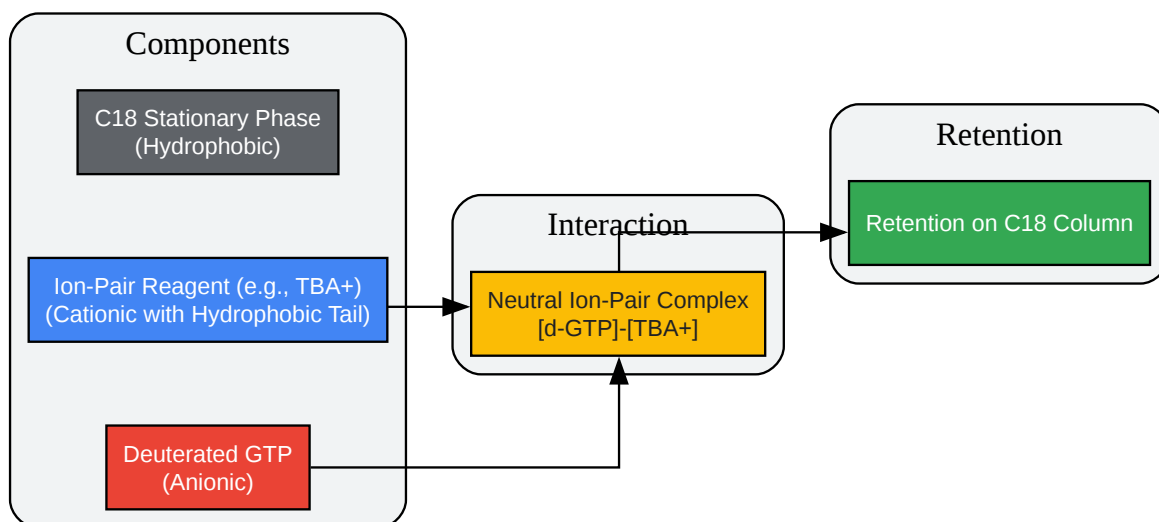 Components
C18 Stationary Phase
(Hydrophobic)
Ion-Pair Reagent (e.g., TBA+)
(Cationic with Hydrophobic Tail)
Deuterated GTP
(Anionic)
Interaction
Neutral Ion-Pair Complex
[d-GTP]-[TBA+]
Retention
Retention on C18 Column